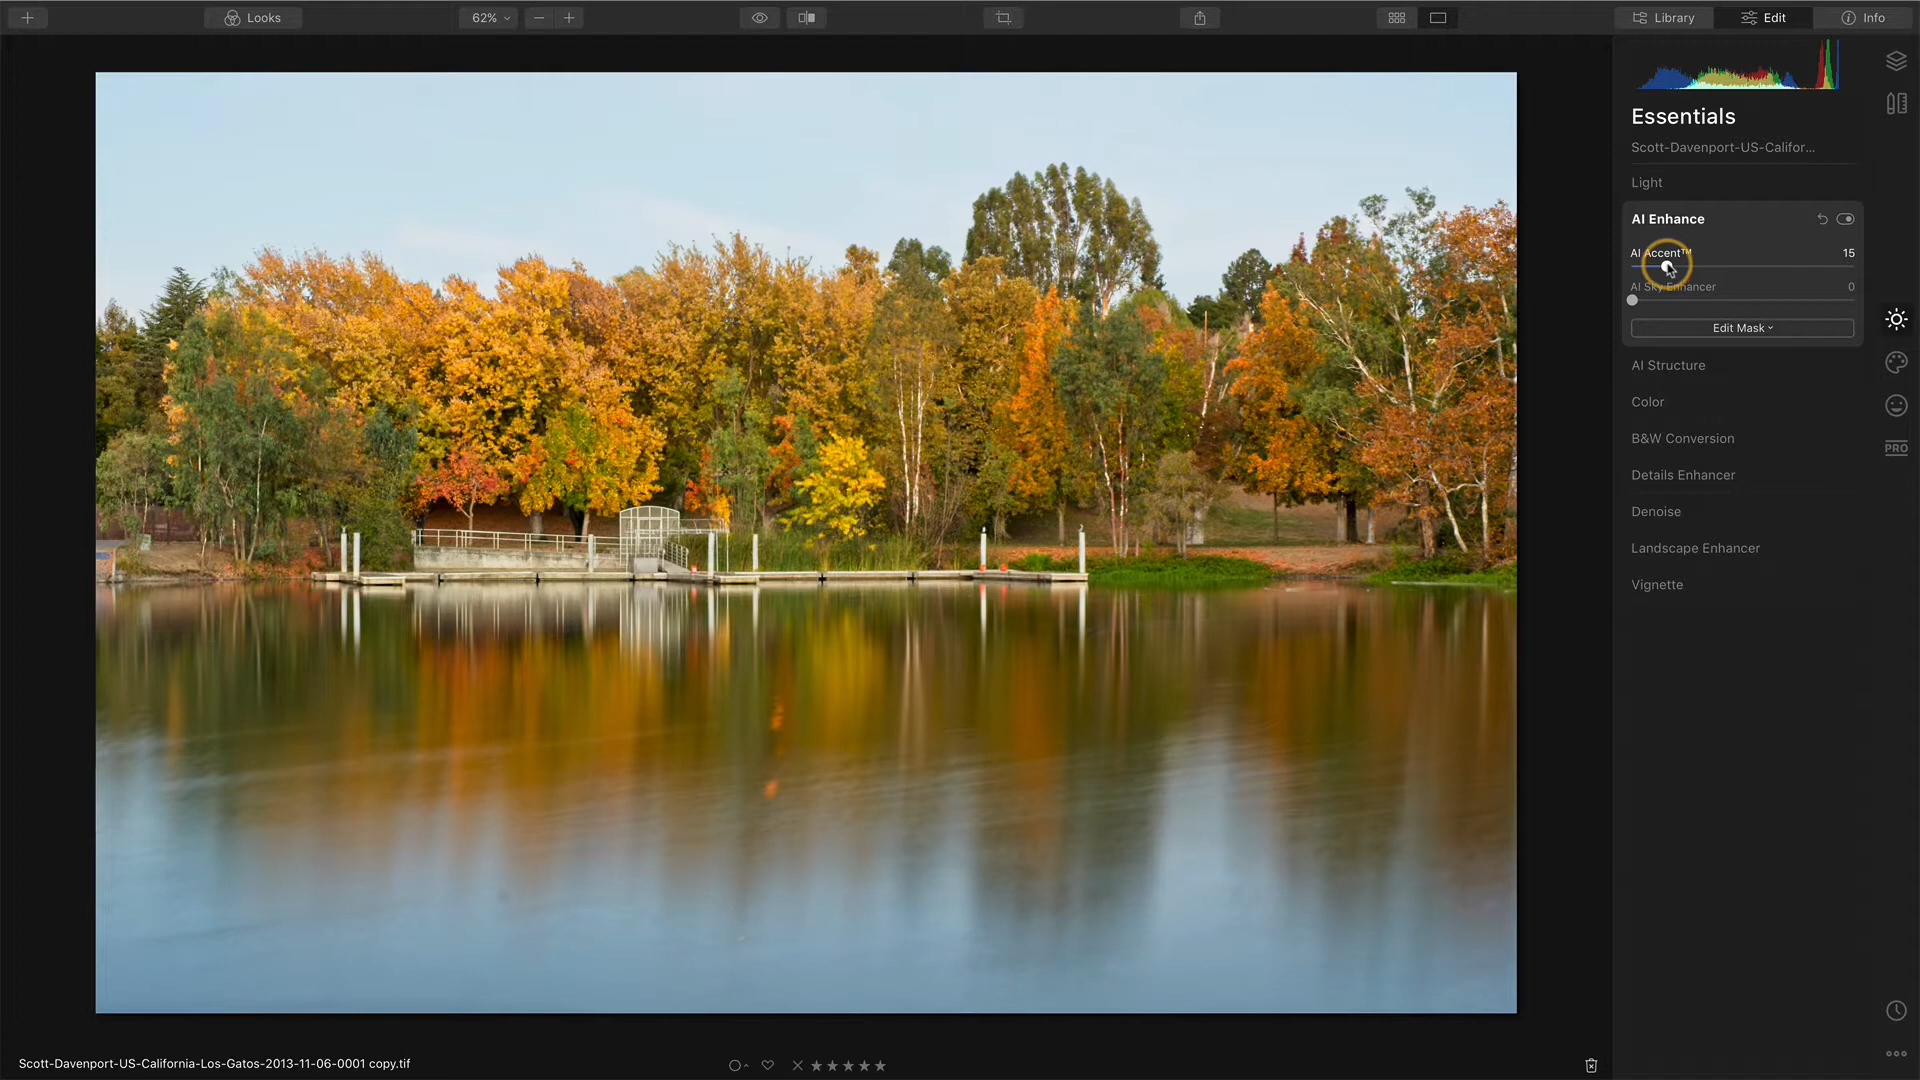 Looks
62%
Library
Edit
Info
Essentials
Scott-Davenport-US-Califor...
Light
AI Enhance
AI Accent™ 15
AI Sky Enhancer 0
Edit Mask
AI Structure
Color
B&W Conversion
Details Enhancer
Denoise
Landscape Enhancer
Vignette
PRO
Scott-Davenport-US-California-Los-Gatos-2013-11-06-0001 copy.tif